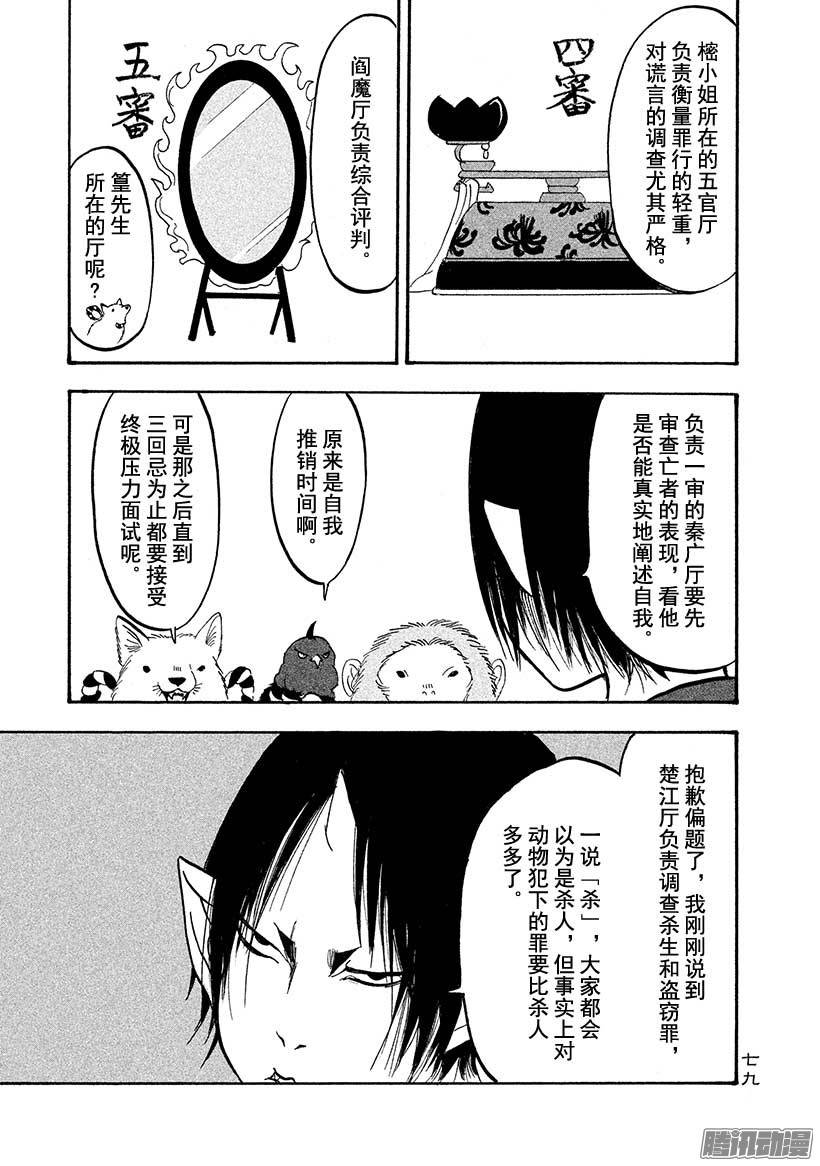 樒小姐所在的五官厅
负责衡量罪行的轻重，
对谎言的调查尤其严格。
四審
阎魔厅负责综合评判。
五審
篁先生
所在的厅呢？
负责一审的秦广厅要先
审查亡者的表现，看他
是否能真实地阐述自我。
原来是自我
推销时间啊。
可是那之后直到
三回忌为止都要接受
终极压力面试呢。
抱歉偏题了，我刚刚说到
楚江厅负责调查杀生和盗窃罪，
一说「杀」，大家都会
以为是杀人，但事实上对
动物犯下的罪要比杀人
多多了。
七九
腾讯动漫